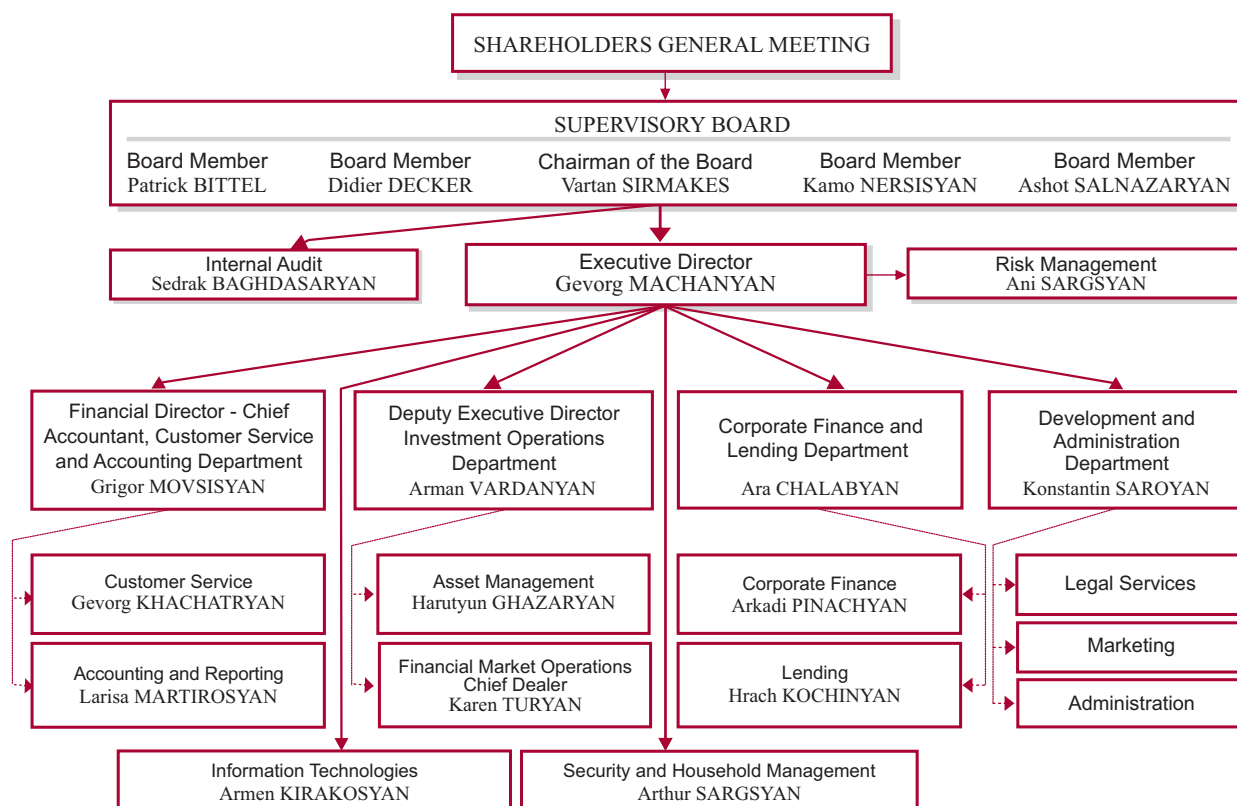 SHAREHOLDERS GENERAL MEETING
SUPERVISORY BOARD
Board Member
Patrick BITTEL
Board Member
Didier DECKER
Chairman of the Board
Vartan SIRMAKES
Board Member
Kamo NERSISYAN
Board Member
Ashot SALNAZARYAN
Internal Audit
Sedrak BAGHDASARYAN
Executive Director
Gevorg MACHANYAN
Risk Management
Ani SARGSYAN
Financial Director - Chief
Accountant, Customer Service
and Accounting Department
Grigor MOVSISYAN
Deputy Executive Director
Investment Operations
Department
Arman VARDANYAN
Corporate Finance and
Lending Department
Ara CHALABYAN
Development and
Administration
Department
Konstantin SAROYAN
Customer Service
Gevorg KHACHATRYAN
Asset Management
Harutyun GHAZARYAN
Corporate Finance
Arkadi PINACHYAN
Legal Services
Marketing
Accounting and Reporting
Larisa MARTIROSYAN
Financial Market Operations
Chief Dealer
Karen TURYAN
Lending
Hrach KOCHINYAN
Administration
Information Technologies
Armen KIRAKOSYAN
Security and Household Management
Arthur SARGSYAN